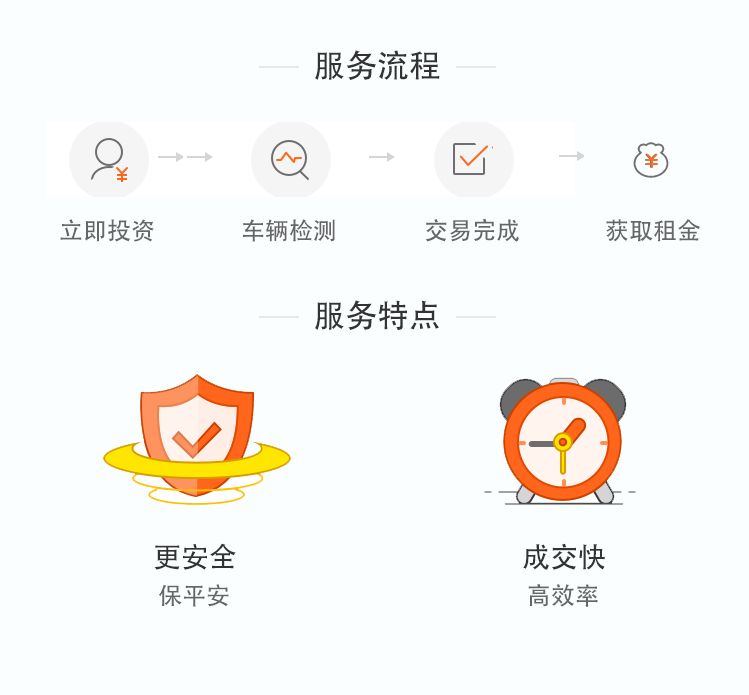 服务流程
立即投资 车辆检测 交易完成 获取租金
服务特点
更安全 成交快
保平安 高效率